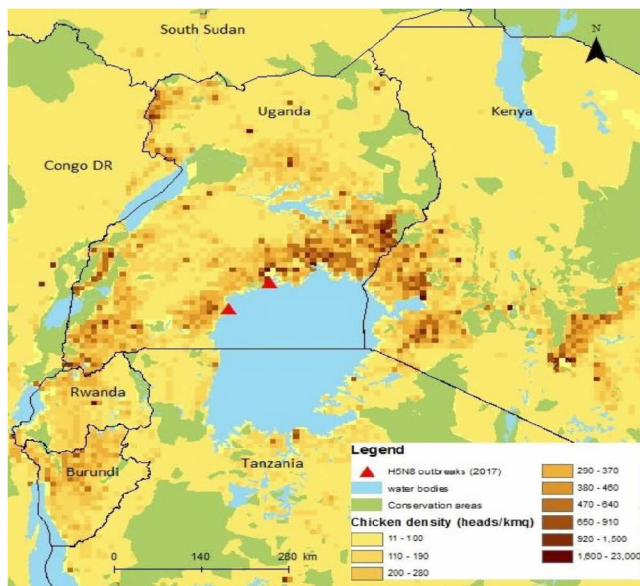 South Sudan
N
Uganda
Kenya
Congo DR
Rwanda
Burundi
Tanzania
0 140 280 km
Legend
H5N8 outbreaks (2017)
water bodies
Conservation areas
Chicken density (heads/kmq)
11 - 100
110 - 190
200 - 280
290 - 370
380 - 460
470 - 640
650 - 910
920 - 1,500
1,600 - 23,000